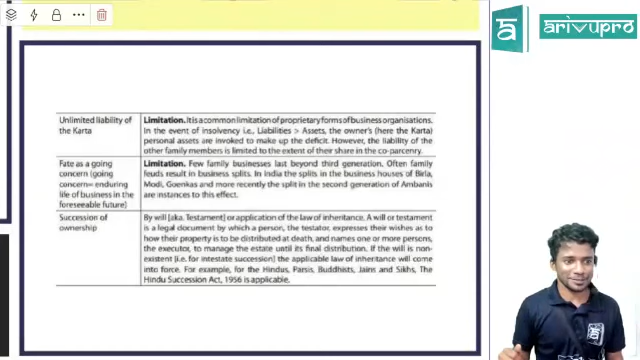 arivupro
Unlimited liability of
the Karta
Limitation. It is a common limitation of proprietary forms of business organisations.
In the event of insolvency i.e., Liabilities > Assets, the owner's (here the Karta)
personal assets are invoked to make up the deficit. However, the liability of the
other family members is limited to the extent of their share in the co-parcenry.
Fate as a going
concern (going
concern= enduring
life of business in the
foreseeable future)
Limitation. Few family businesses last beyond third generation. Often family
feuds result in business splits. In India the splits in the business houses of Birla,
Modi, Goenkas and more recently the split in the second generation of Ambanis
are instances to this effect.
Succession of
ownership
By will [aka. Testament] or application of the law of inheritance. A will or testament
is a legal document by which a person, the testator, expresses their wishes as to
how their property is to be distributed at death, and names one or more persons,
the executor, to manage the estate until its final distribution. If the will is non-
existent [i.e. for intestate succession] the applicable law of inheritance will come
into force. For example, for the Hindus, Parsis, Buddhists, Jains and Sikhs, The
Hindu Succession Act, 1956 is applicable.